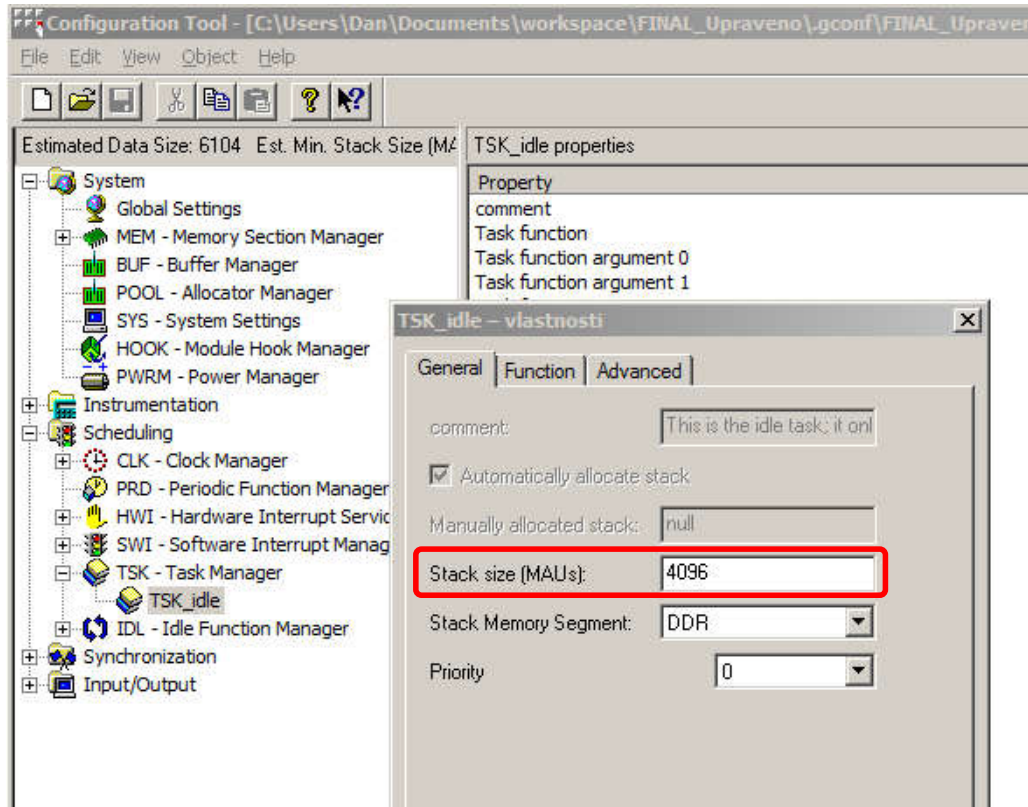 Configuration Tool - [C:\Users\Dan\Documents\workspace\FINAL_Upraveno\.gconf\FINAL_Upraven
File Edit View Object Help
Estimated Data Size: 6104 Est. Min. Stack Size (MA
TSK_idle properties
System
Global Settings
MEM - Memory Section Manager
BUF - Buffer Manager
POOL - Allocator Manager
SYS - System Settings
HOOK - Module Hook Manager
PWRM - Power Manager
Instrumentation
Scheduling
CLK - Clock Manager
PRD - Periodic Function Manager
HWI - Hardware Interrupt Servic
SWI - Software Interrupt Manag
TSK - Task Manager
TSK_idle
IDL - Idle Function Manager
Synchronization
Input/Output
Property
comment
Task function
Task function argument 0
Task function argument 1
TSK_idle – vlastnosti
General Function Advanced
comment: This is the idle task; it onl
Automatically allocate stack
Manually allocated stack: null
Stack size (MAUs): 4096
Stack Memory Segment: DDR
Priority 0